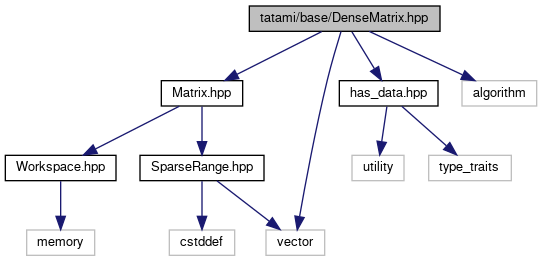 tatami/base/DenseMatrix.hpp
Matrix.hpp
has_data.hpp
algorithm
Workspace.hpp
SparseRange.hpp
utility
type_traits
memory
cstddef
vector